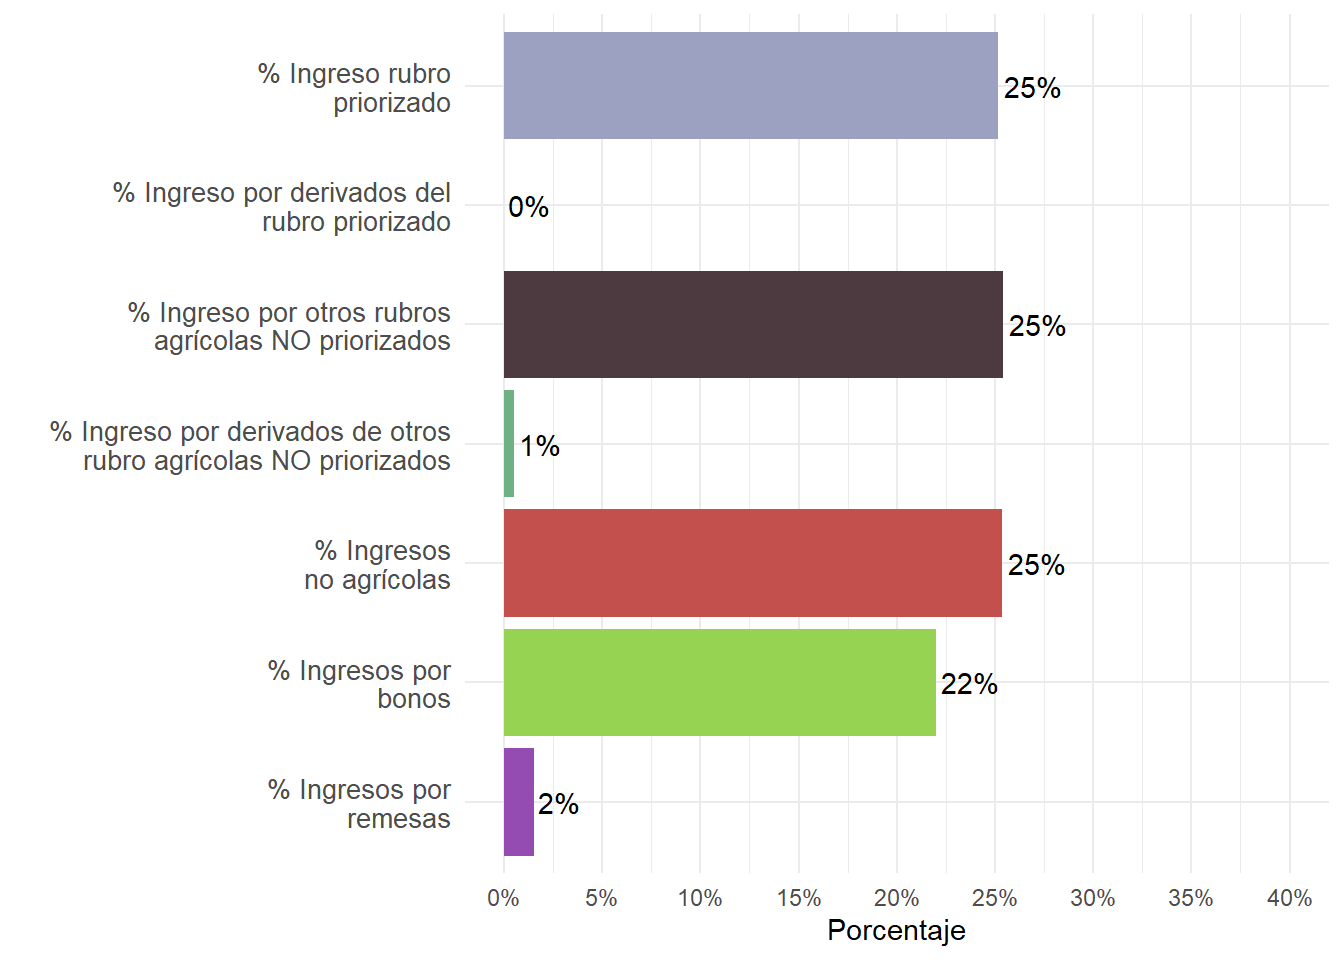 % Ingreso rubro
priorizado
25%
% Ingreso por derivados del
rubro priorizado
0%
% Ingreso por otros rubros
agrícolas NO priorizados
25%
% Ingreso por derivados de otros
rubro agrícolas NO priorizados
1%
% Ingresos
no agrícolas
25%
% Ingresos por
bonos
22%
% Ingresos por
remesas
2%
0% 5% 10% 15% 20% 25% 30% 35% 40%
Porcentaje